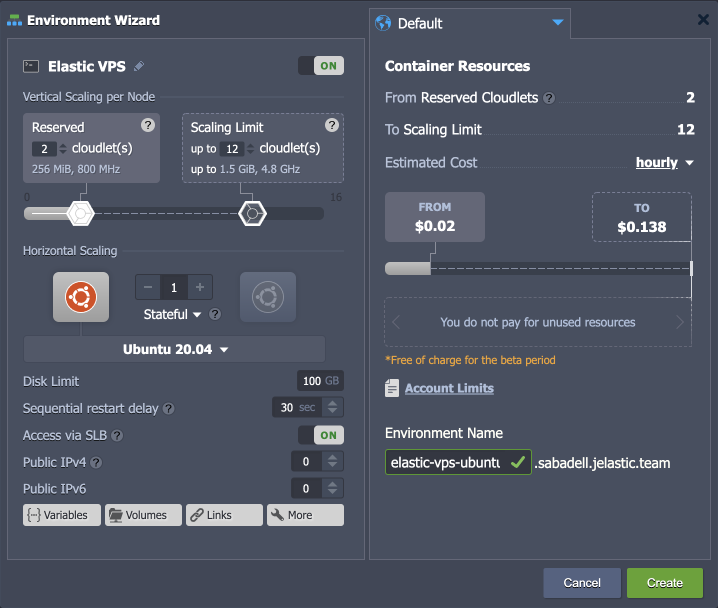 Environment Wizard
Elastic VPS
ON
Vertical Scaling per Node
Reserved ?
2 cloudlet(s)
256 MiB, 800 MHz
Scaling Limit ?
up to 12 cloudlet(s)
up to 1.5 GiB, 4.8 GHz
0 16
Horizontal Scaling
− 1 +
Stateful ?
Ubuntu 20.04
Disk Limit 100 GB
Sequential restart delay ? 30 sec
Access via SLB ? ON
Public IPv4 ? 0
Public IPv6 0
{···} Variables
Volumes
Links
More
Default
Container Resources
From Reserved Cloudlets ? 2
To Scaling Limit 12
Estimated Cost hourly
FROM
$0.02
TO
$0.138
You do not pay for unused resources
*Free of charge for the beta period
Account Limits
Environment Name
elastic-vps-ubuntu .sabadell.jelastic.team
Cancel
Create